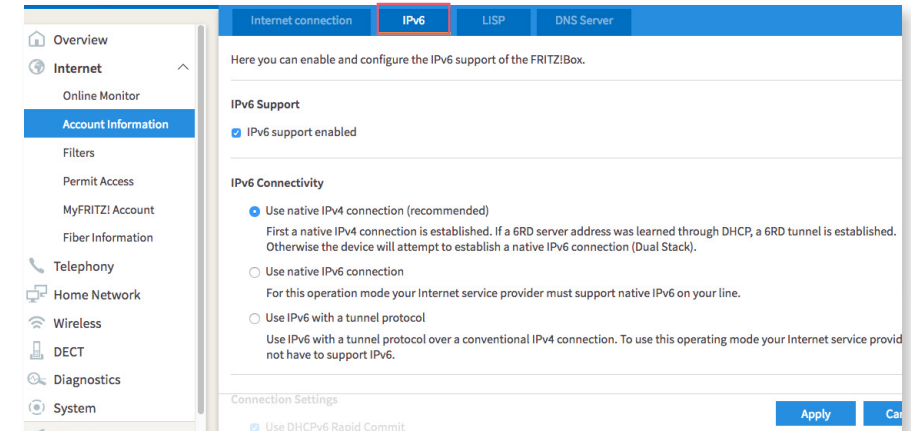 Internet connection
IPv6
LISP
DNS Server
Overview
Internet
Online Monitor
Account Information
Filters
Permit Access
MyFRITZ! Account
Fiber Information
Telephony
Home Network
Wireless
DECT
Diagnostics
System
Here you can enable and configure the IPv6 support of the FRITZ!Box.
IPv6 Support
IPv6 support enabled
IPv6 Connectivity
Use native IPv4 connection (recommended)
First a native IPv4 connection is established. If a 6RD server address was learned through DHCP, a 6RD tunnel is established.
Otherwise the device will attempt to establish a native IPv6 connection (Dual Stack).
Use native IPv6 connection
For this operation mode your Internet service provider must support native IPv6 on your line.
Use IPv6 with a tunnel protocol
Use IPv6 with a tunnel protocol over a conventional IPv4 connection. To use this operating mode your Internet service provid
not have to support IPv6.
Connection Settings
Use DHCPv6 Rapid Commit
Apply
Ca